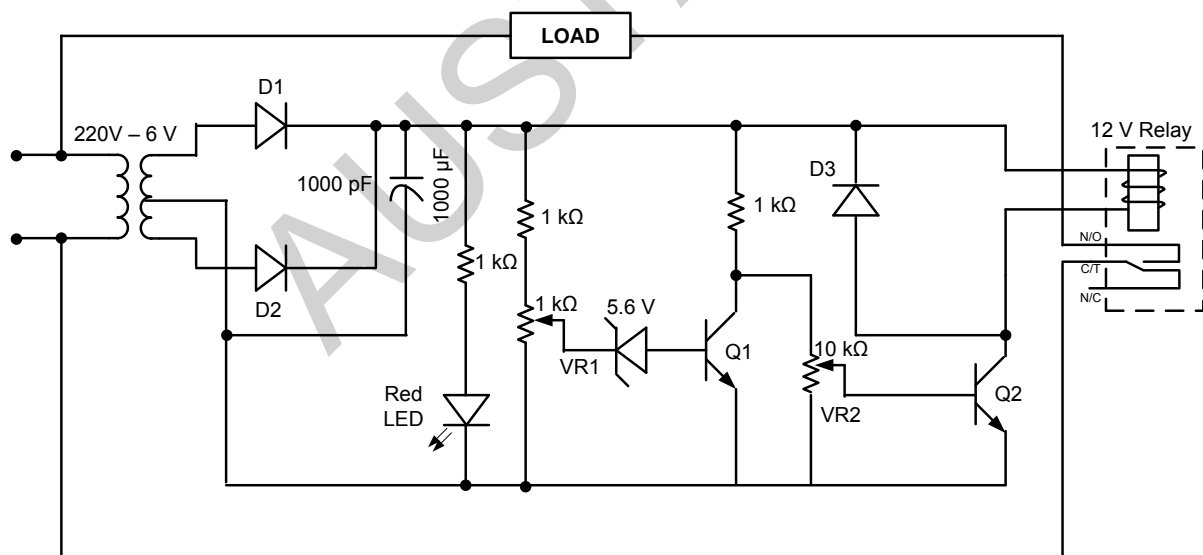 AUST
LOAD
D1
220V – 6 V
12 V Relay
1000 pF
1000 µF
D3
1 kΩ
1 kΩ
1 kΩ
N/O
C/T
N/C
1 kΩ
5.6 V
D2
VR1
Q1
10 kΩ
VR2
Q2
Red
LED